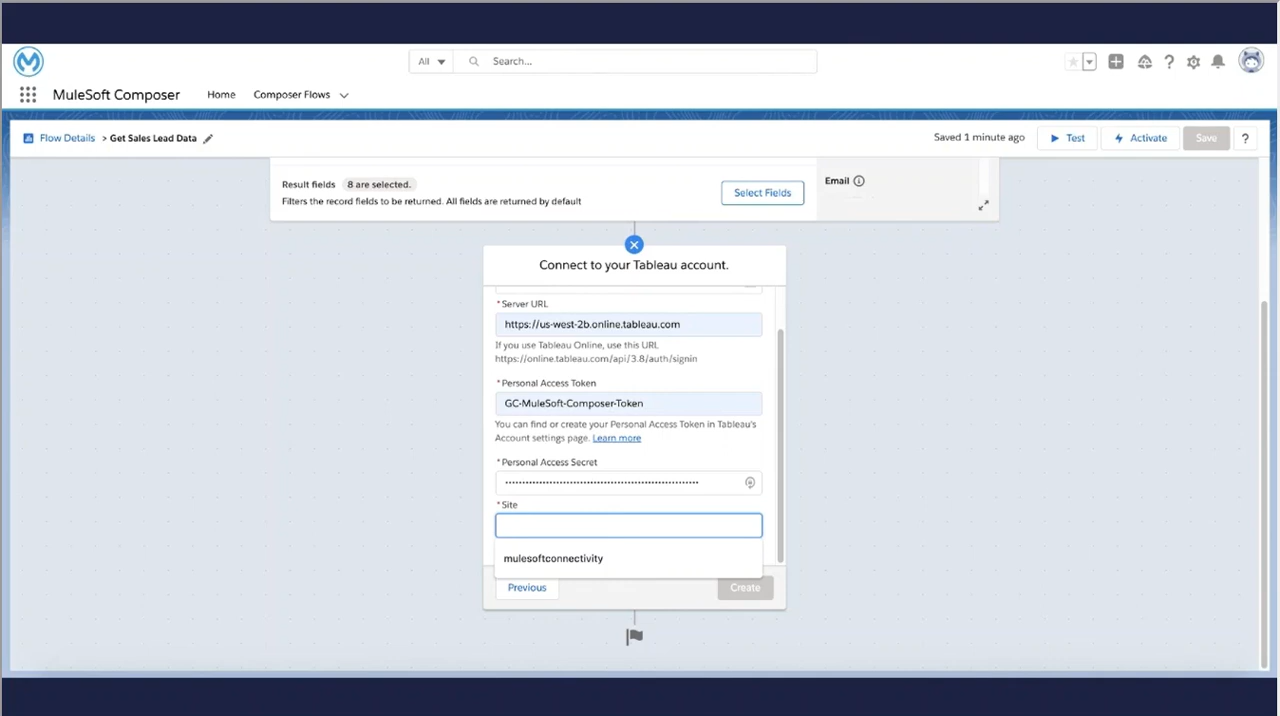 All
Search...
MuleSoft Composer
Home
Composer Flows
Flow Details > Get Sales Lead Data
Saved 1 minute ago
Test
Activate
Save
?
Result fields 8 are selected.
Filters the record fields to be returned. All fields are returned by default
Select Fields
Email
Connect to your Tableau account.
*Server URL
https://us-west-2b.online.tableau.com
If you use Tableau Online, use this URL
https://online.tableau.com/api/3.8/auth/signin
*Personal Access Token
GC-MuleSoft-Composer-Token
You can find or create your Personal Access Token in Tableau's
Account settings page. Learn more
*Personal Access Secret
*Site
mulesoftconnectivity
Previous
Create